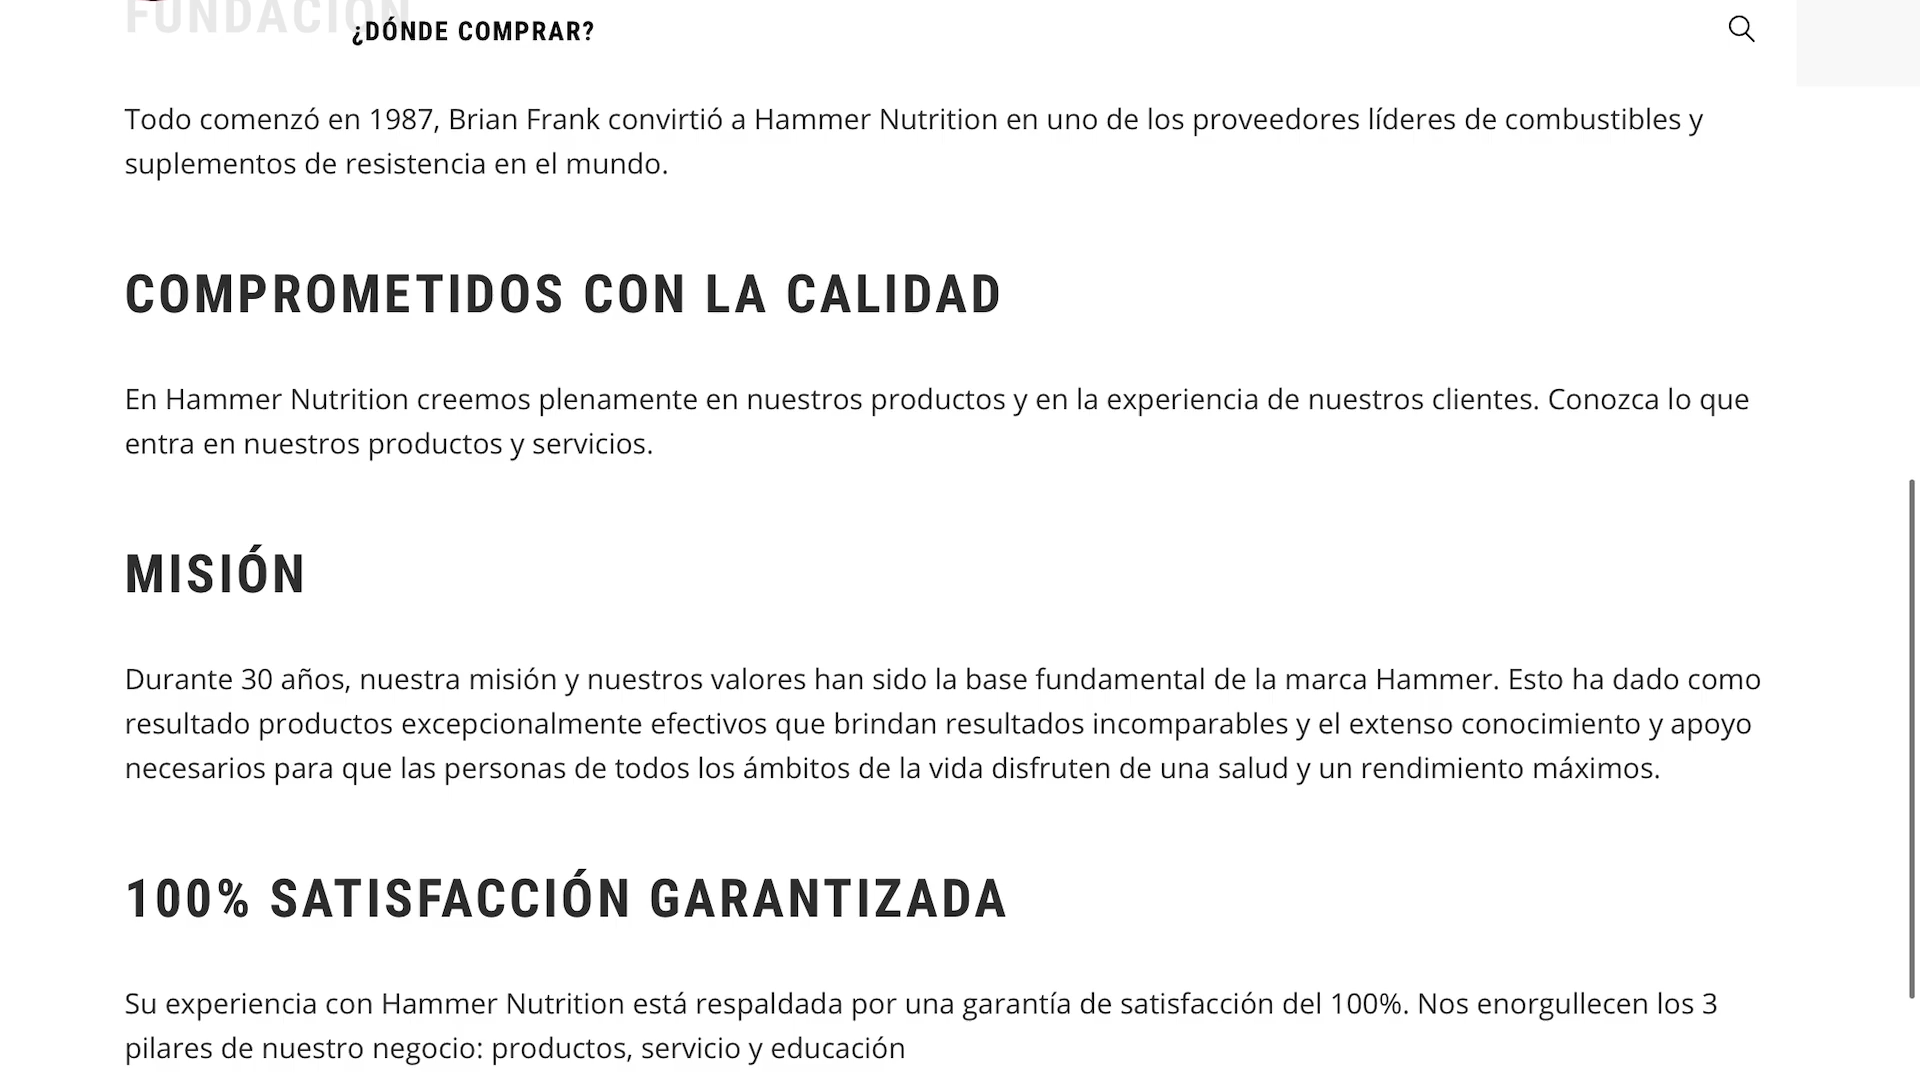 FUNDACIÓN
¿DÓNDE COMPRAR?
Todo comenzó en 1987, Brian Frank convirtió a Hammer Nutrition en uno de los proveedores líderes de combustibles y
suplementos de resistencia en el mundo.
COMPROMETIDOS CON LA CALIDAD
En Hammer Nutrition creemos plenamente en nuestros productos y en la experiencia de nuestros clientes. Conozca lo que
entra en nuestros productos y servicios.
MISIÓN
Durante 30 años, nuestra misión y nuestros valores han sido la base fundamental de la marca Hammer. Esto ha dado como
resultado productos excepcionalmente efectivos que brindan resultados incomparables y el extenso conocimiento y apoyo
necesarios para que las personas de todos los ámbitos de la vida disfruten de una salud y un rendimiento máximos.
100% SATISFACCIÓN GARANTIZADA
Su experiencia con Hammer Nutrition está respaldada por una garantía de satisfacción del 100%. Nos enorgullecen los 3
pilares de nuestro negocio: productos, servicio y educación